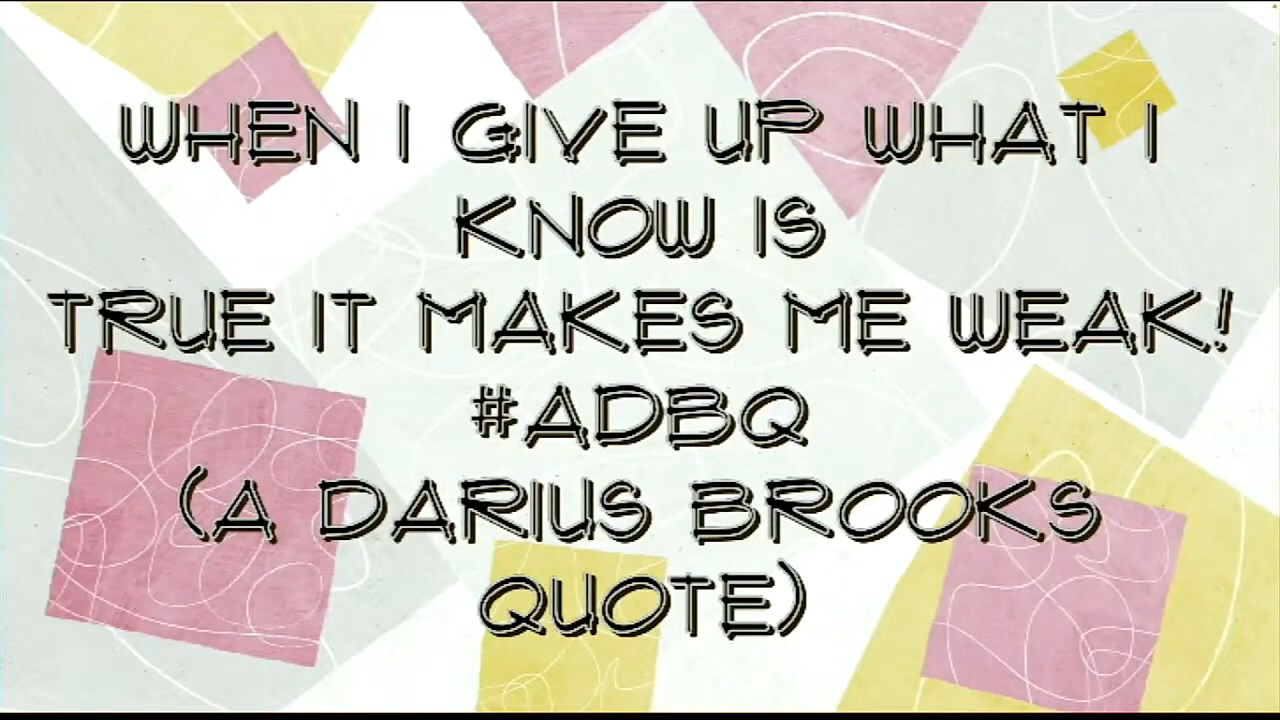 WHEN I GIVE UP WHAT I
KNOW IS
TRUE IT MAKES ME WEAK!
#ADBQ
(A DARIUS BROOKS
QUOTE)